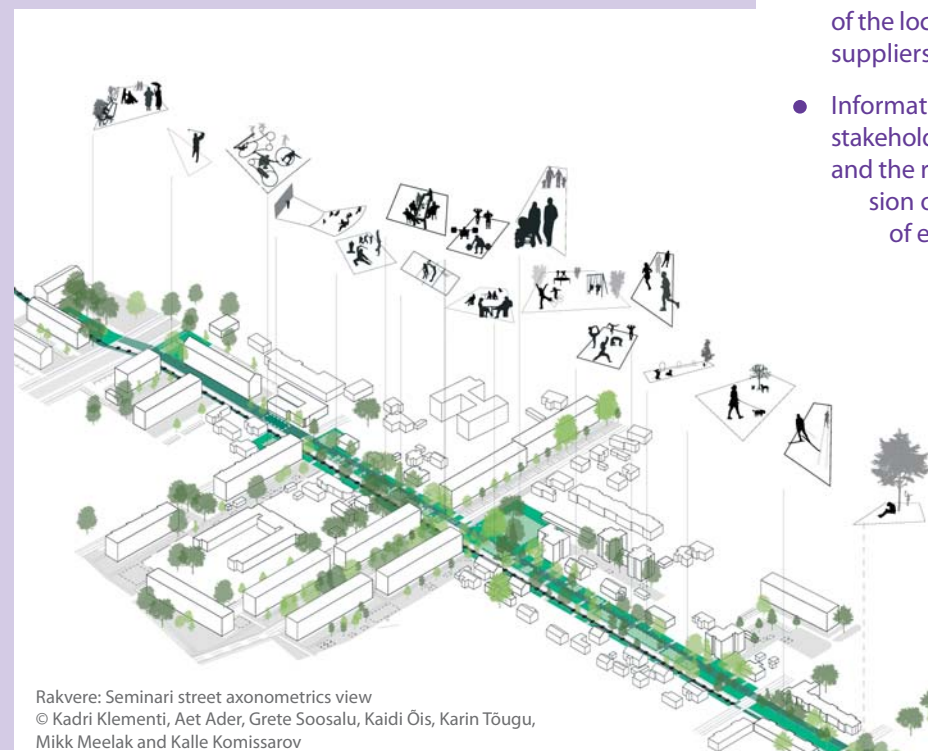 of the loc
suppliers
● Informat
stakehold
and the r
sion o
of e
Rakvere: Seminari street axonometrics view
© Kadri Klementi, Aet Ader, Grete Soosalu, Kaidi Õis, Karin Tõugu,
Mikk Meelak and Kalle Komissarov